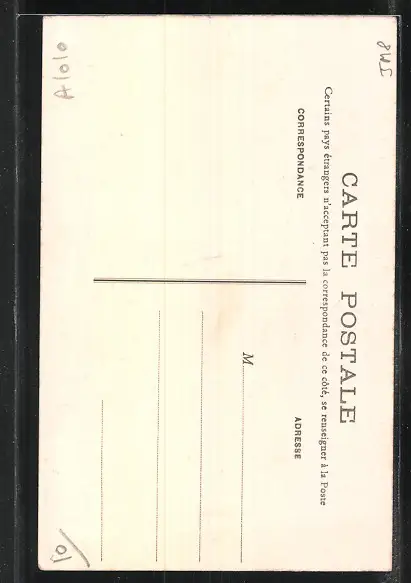 CARTE POSTALE
Certains pays étrangers n'acceptant pas la correspondance de ce côté, se renseigner à la Poste
CORRESPONDANCE
ADRESSE
M
10